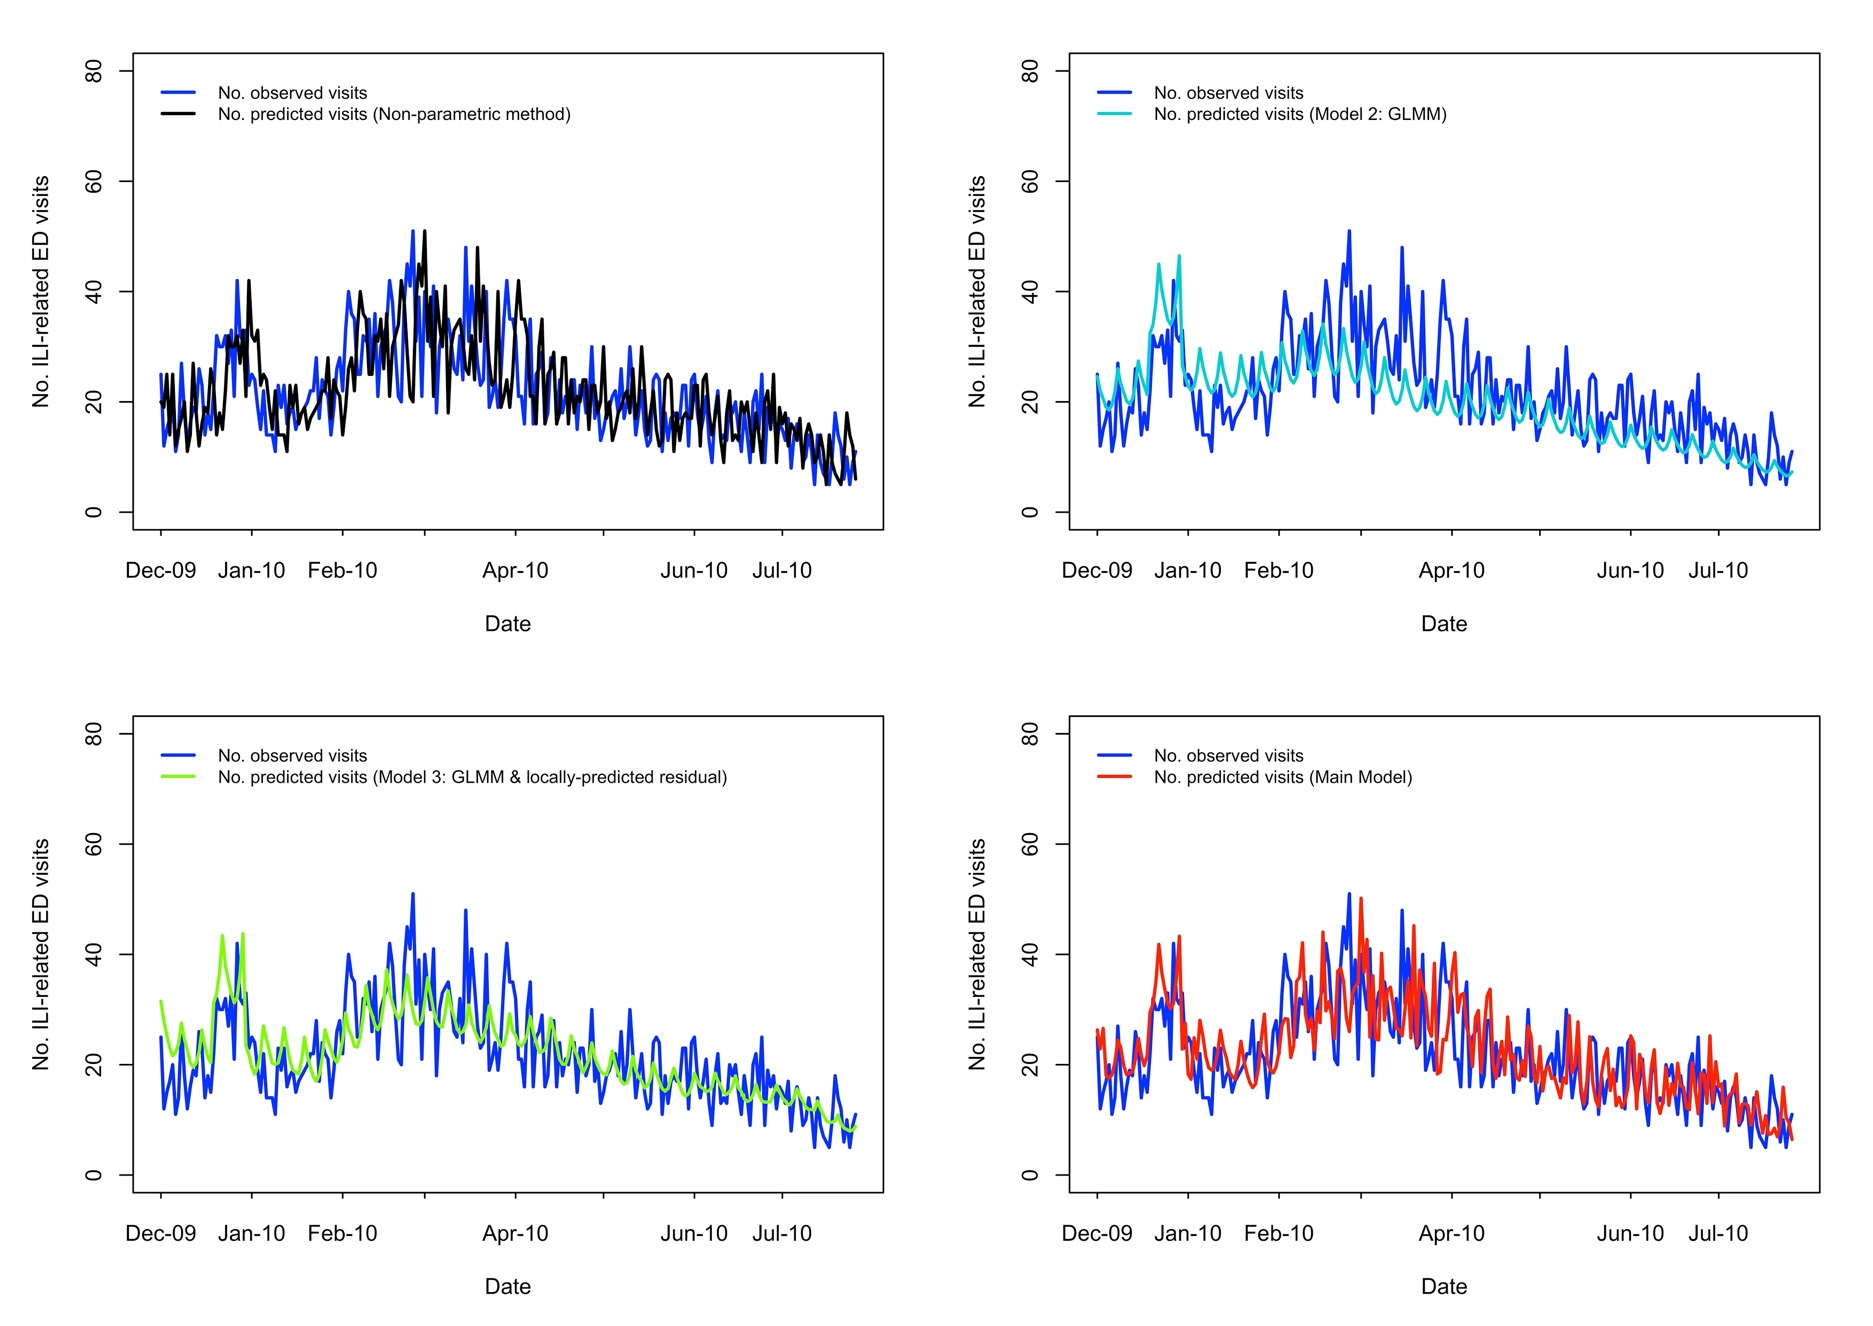 No. ILI-related ED visits
80
60
40
20
0
No. observed visits
No. predicted visits (Non-parametric method)
Dec-09 Jan-10 Feb-10 Apr-10 Jun-10 Jul-10
Date
No. ILI-related ED visits
80
60
40
20
0
No. observed visits
No. predicted visits (Model 2: GLMM)
Dec-09 Jan-10 Feb-10 Apr-10 Jun-10 Jul-10
Date
No. ILI-related ED visits
80
60
40
20
0
No. observed visits
No. predicted visits (Model 3: GLMM & locally-predicted residual)
Dec-09 Jan-10 Feb-10 Apr-10 Jun-10 Jul-10
Date
No. ILI-related ED visits
80
60
40
20
0
No. observed visits
No. predicted visits (Main Model)
Dec-09 Jan-10 Feb-10 Apr-10 Jun-10 Jul-10
Date